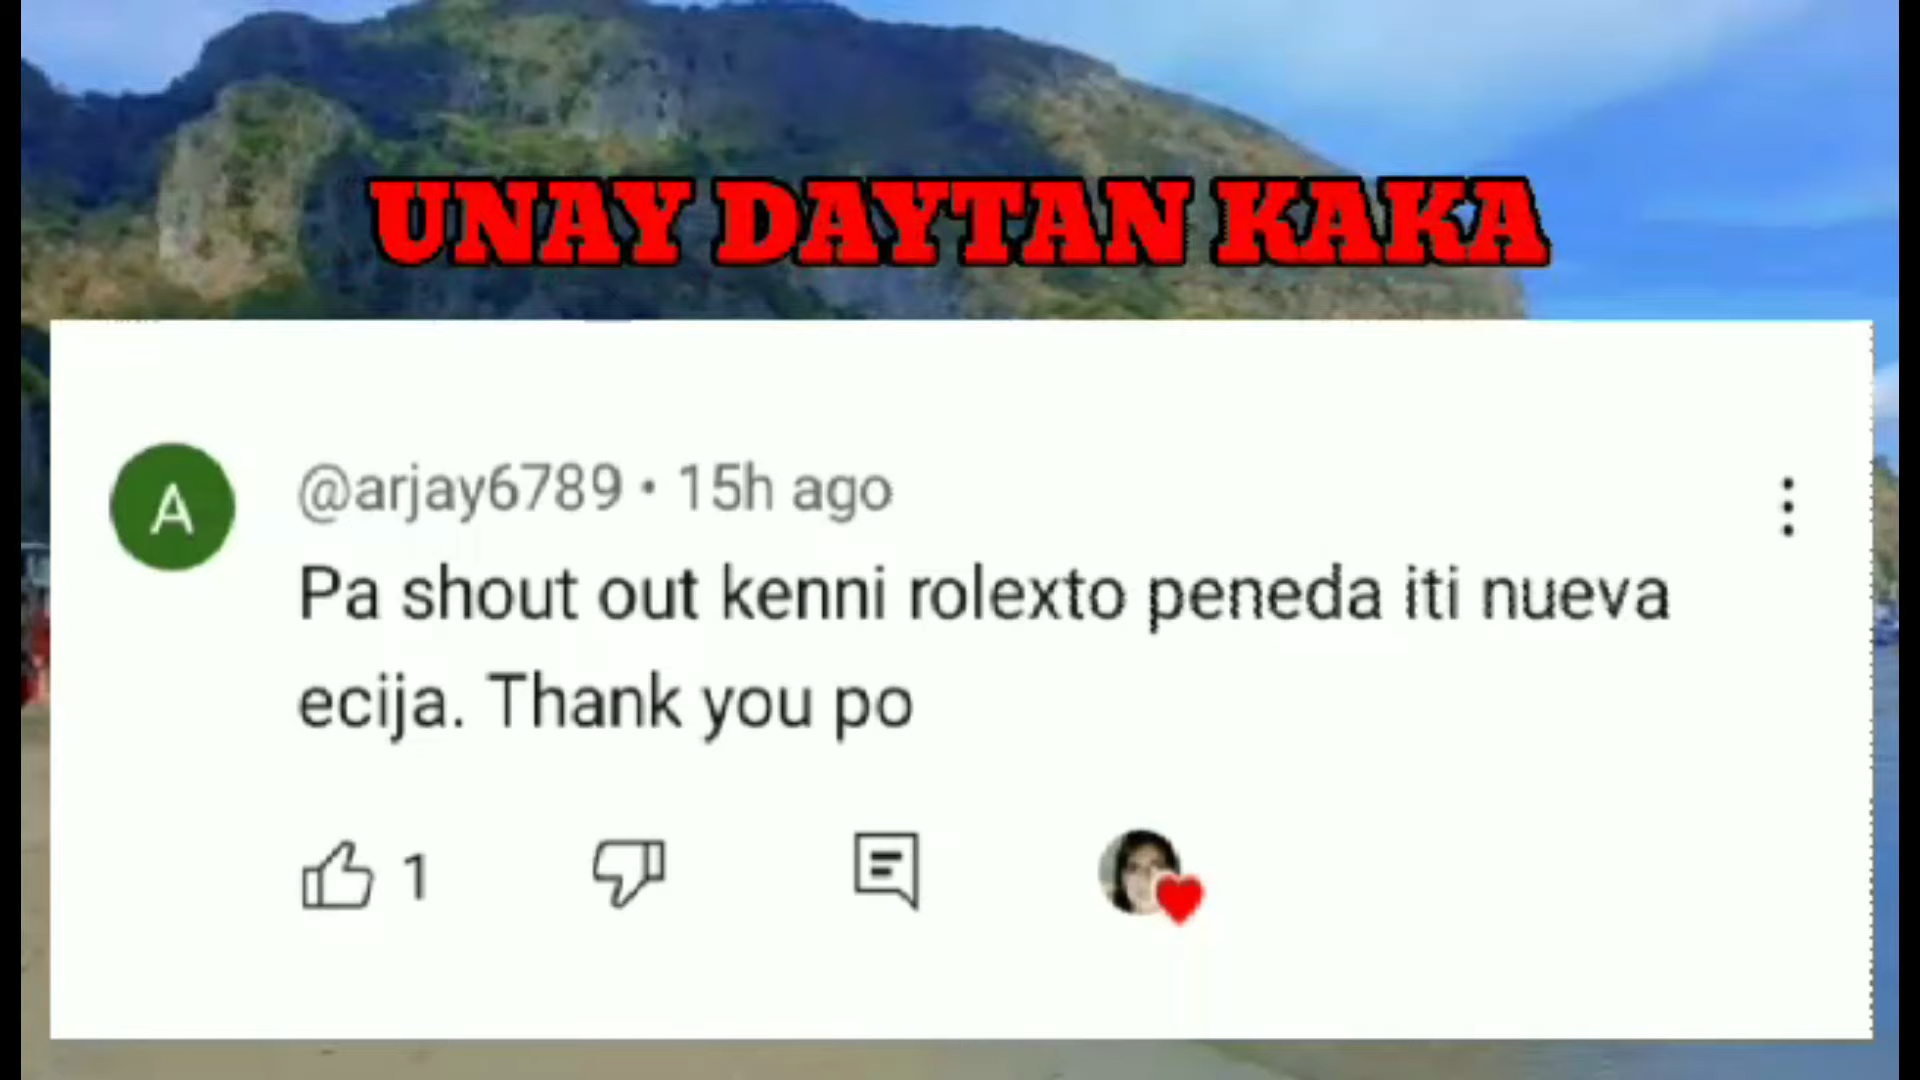 UNAY DAYTAN KAKA
A
@arjay6789 • 15h ago
Pa shout out kenni rolexto peneda iti nueva
ecija. Thank you po
1